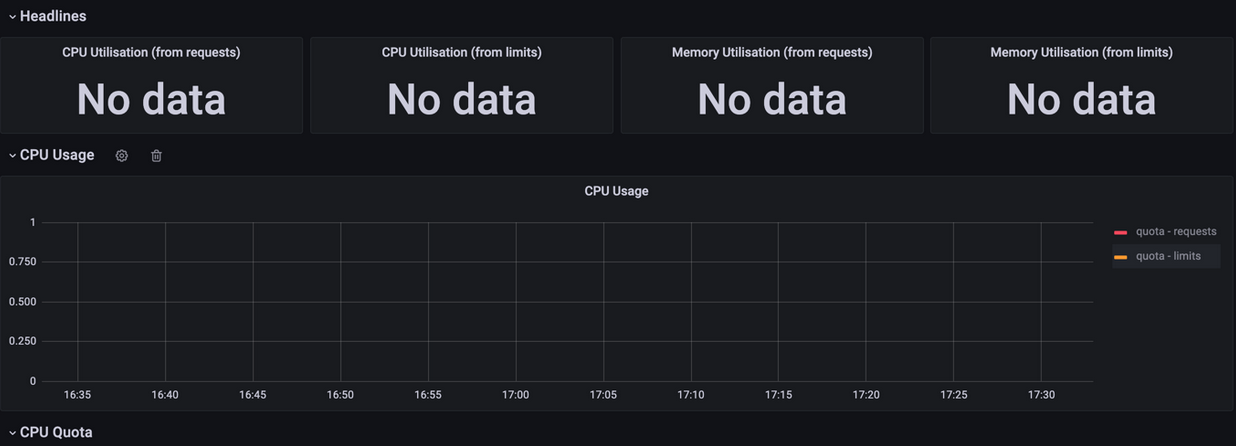 Headlines
CPU Utilisation (from requests)
CPU Utilisation (from limits)
Memory Utilisation (from requests)
Memory Utilisation (from limits)
No data
No data
No data
No data
CPU Usage
CPU Usage
1
0.750
0.500
0.250
0
16:35
16:40
16:45
16:50
16:55
17:00
17:05
17:10
17:15
17:20
17:25
17:30
quota - requests
quota - limits
CPU Quota